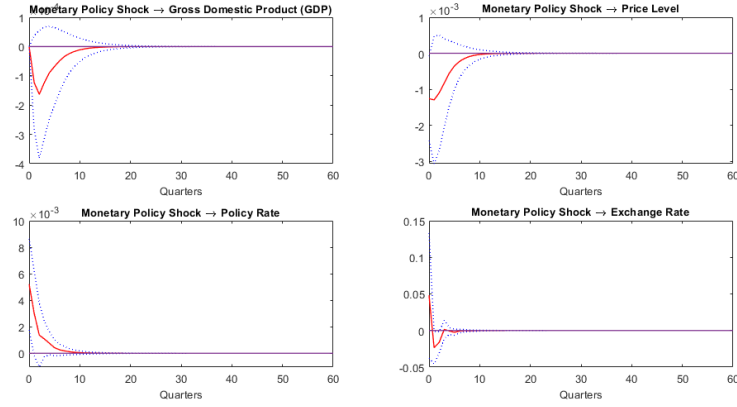 Monetary Policy Shock → Gross Domestic Product (GDP)
1
0
-1
-2
-3
-4
0 10 20 30 40 50 60
Quarters
×10-3
Monetary Policy Shock → Price Level
1
0
-1
-2
-3
0 10 20 30 40 50 60
Quarters
×10-3
Monetary Policy Shock → Policy Rate
10
8
6
4
2
0
0 10 20 30 40 50 60
Quarters
Monetary Policy Shock → Exchange Rate
0.15
0.1
0.05
0
-0.05
0 10 20 30 40 50 60
Quarters